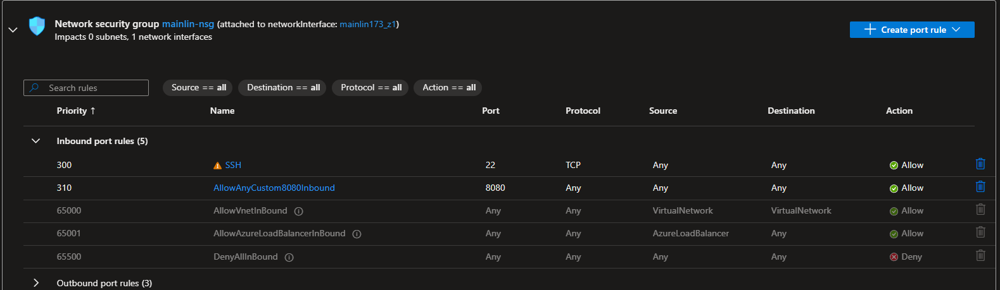 Network security group mainlin-nsg (attached to networkInterface: mainlin173_z1)
Impacts 0 subnets, 1 network interfaces
Create port rule
Search rules
Source == all
Destination == all
Protocol == all
Action == all
Priority ↑ Name Port Protocol Source Destination Action
Inbound port rules (5)
300 SSH 22 TCP Any Any Allow
310 AllowAnyCustom8080Inbound 8080 Any Any Any Allow
65000 AllowVnetInBound Any Any VirtualNetwork VirtualNetwork Allow
65001 AllowAzureLoadBalancerInBound Any Any AzureLoadBalancer Any Allow
65500 DenyAllInBound Any Any Any Any Deny
Outbound port rules (3)